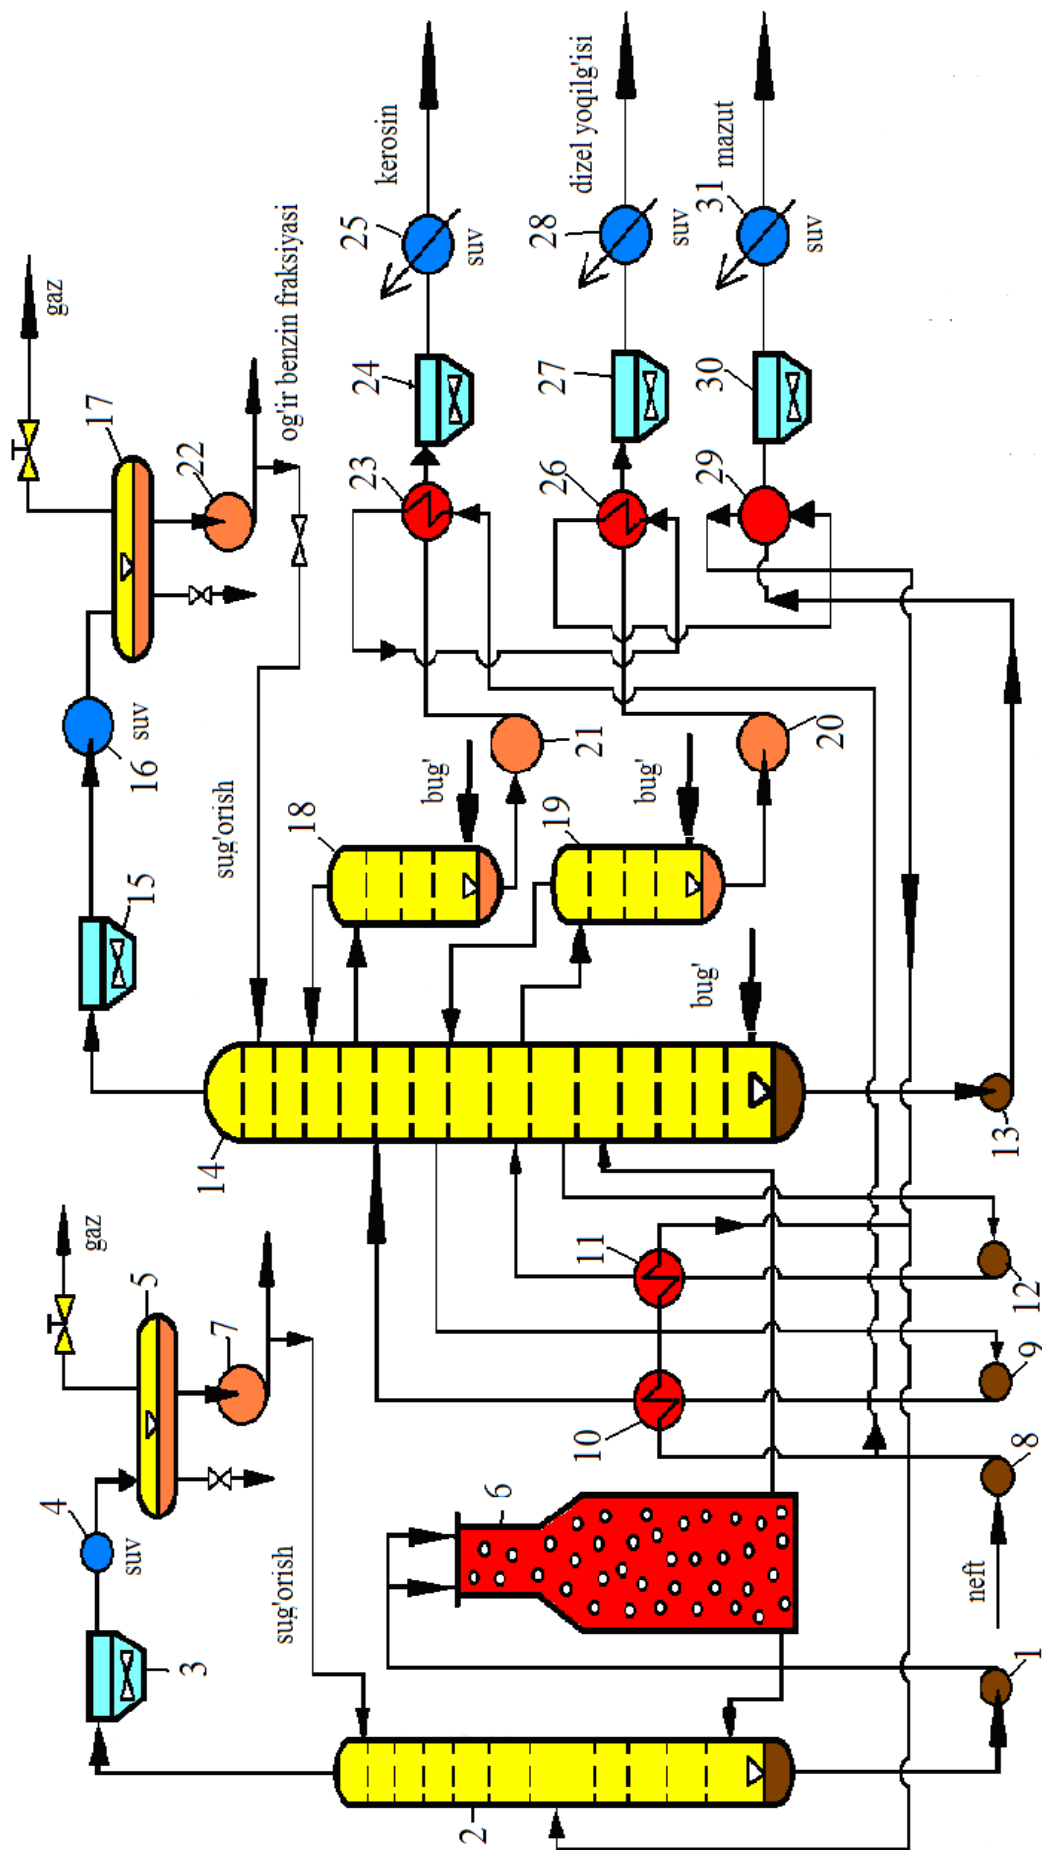 gaz
17
16
suv
22
15
gaz
5
4
suv
3
7
14
sug'orish
sug'orish
og'ir benzin fraksiyasi
18
23
24
25
kerosin
suv
bug'
21
2
6
10
11
19
26
27
28
dizel yoqilg'isi
suv
bug'
20
bug'
29
30
31
mazut
suv
neft
1
8
9
12
13